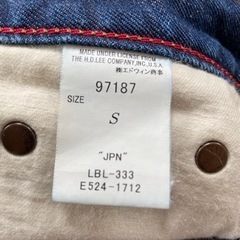 MADE UNDER LICENSE FROM
THE H.D.LEE COMPANY,INC.,U.S.A.
㈱エドウィン商事
97187
SIZE S
"JPN"
LBL-333
E524-1712